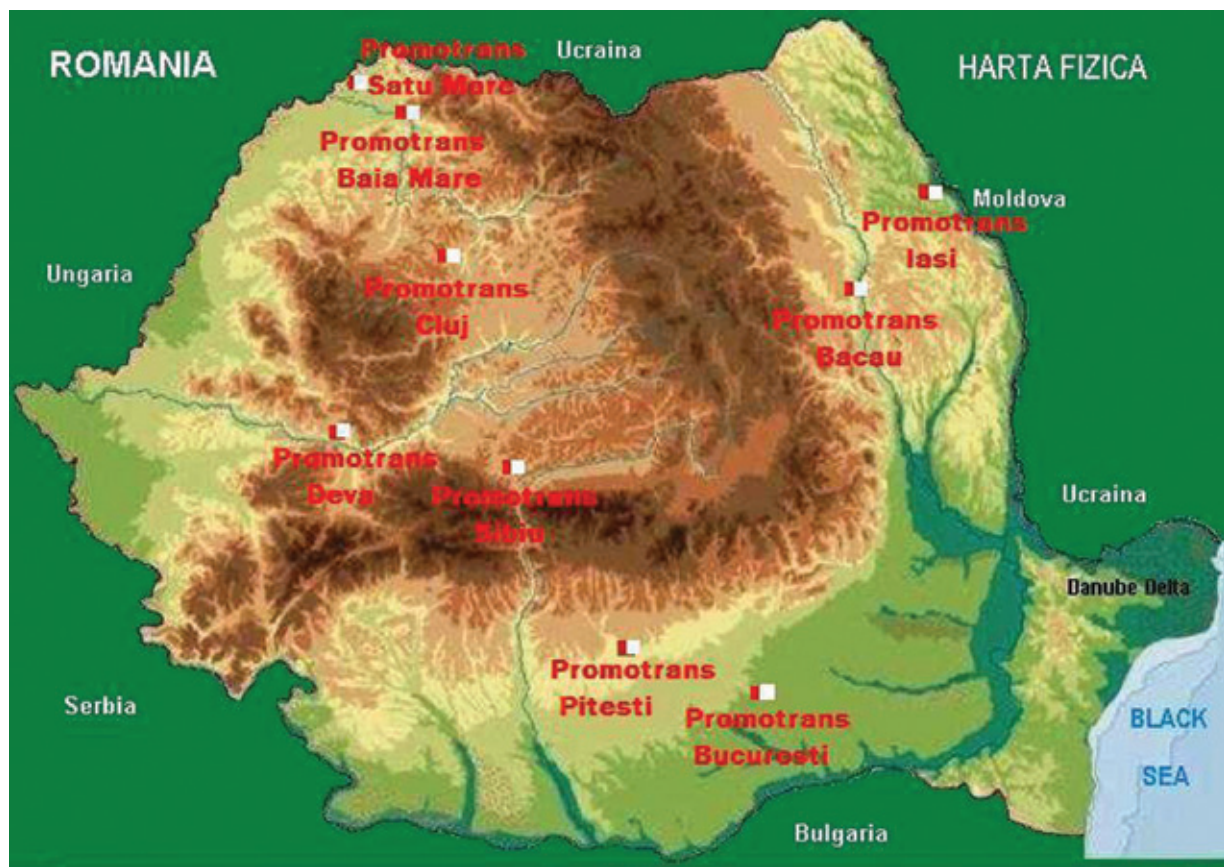 ROMANIA
Ucraina
HARTA FIZICA
Promotrans
Satu Mare
Promotrans
Baia Mare
Moldova
Promotrans
Iasi
Ungaria
Promotrans
Cluj
Promotrans
Bacau
Promotrans
Deva
Promotrans
Sibiu
Ucraina
Danube Delta
Promotrans
Pitesti
Serbia
Promotrans
Bucurosti
BLACK
SEA
Bulgaria